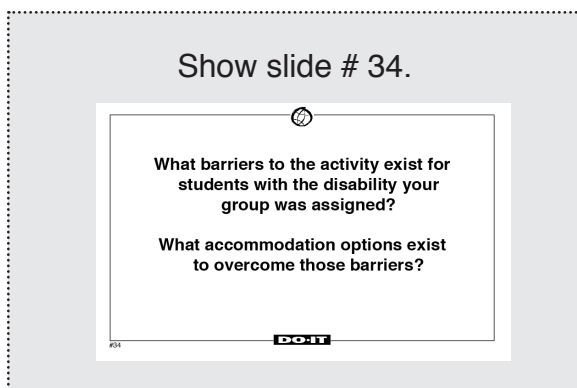 Show slide # 34.
What barriers to the activity exist for
students with the disability your
group was assigned?
What accommodation options exist
to overcome those barriers?
#34
DO-IT